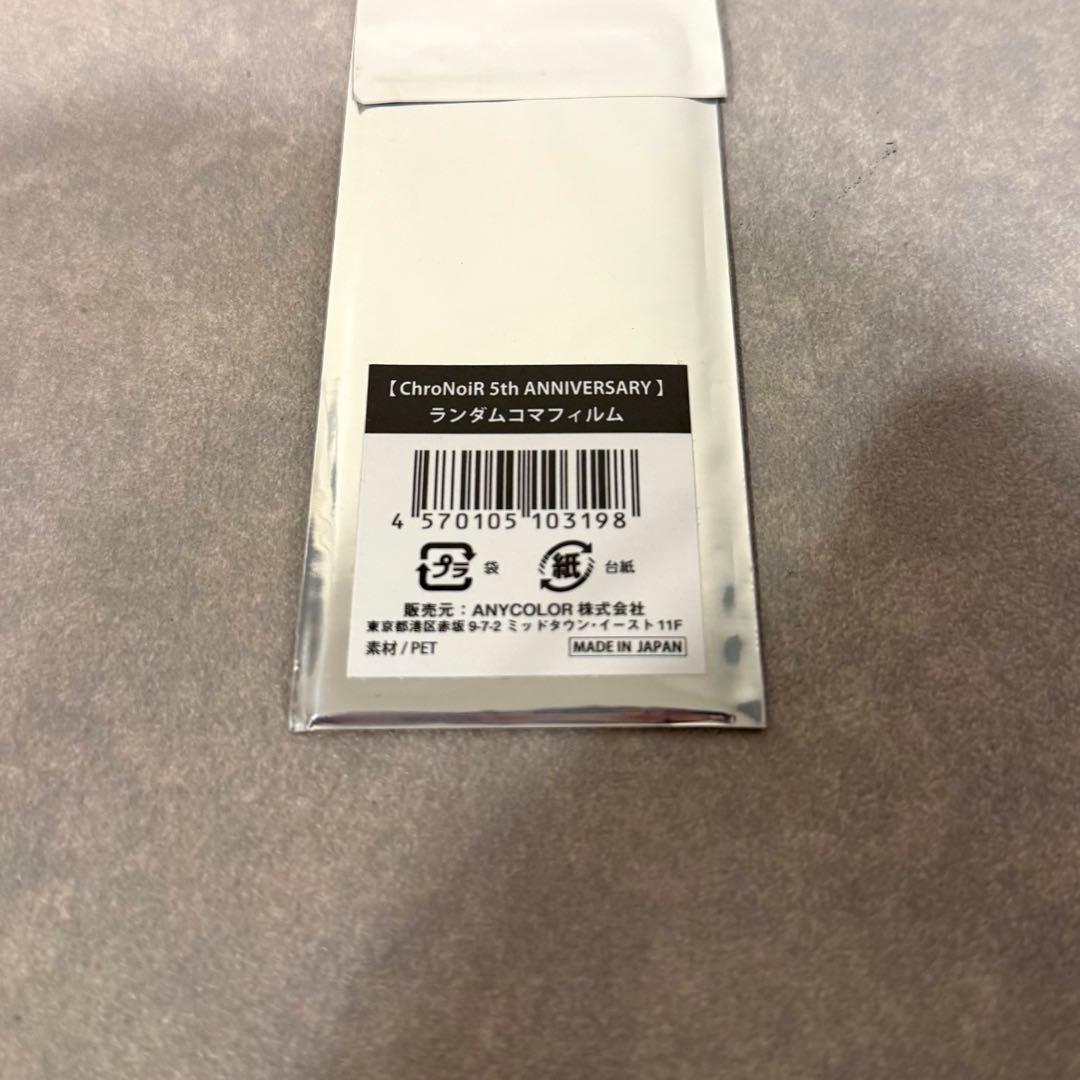 【 ChroNoiR 5th ANNIVERSARY 】
ランダムコマフィルム
4 570105 103198
プラ 袋 紙 台紙
販売元：ANYCOLOR 株式会社
東京都港区赤坂 9-7-2 ミッドタウン・イースト 11F
素材 / PET MADE IN JAPAN